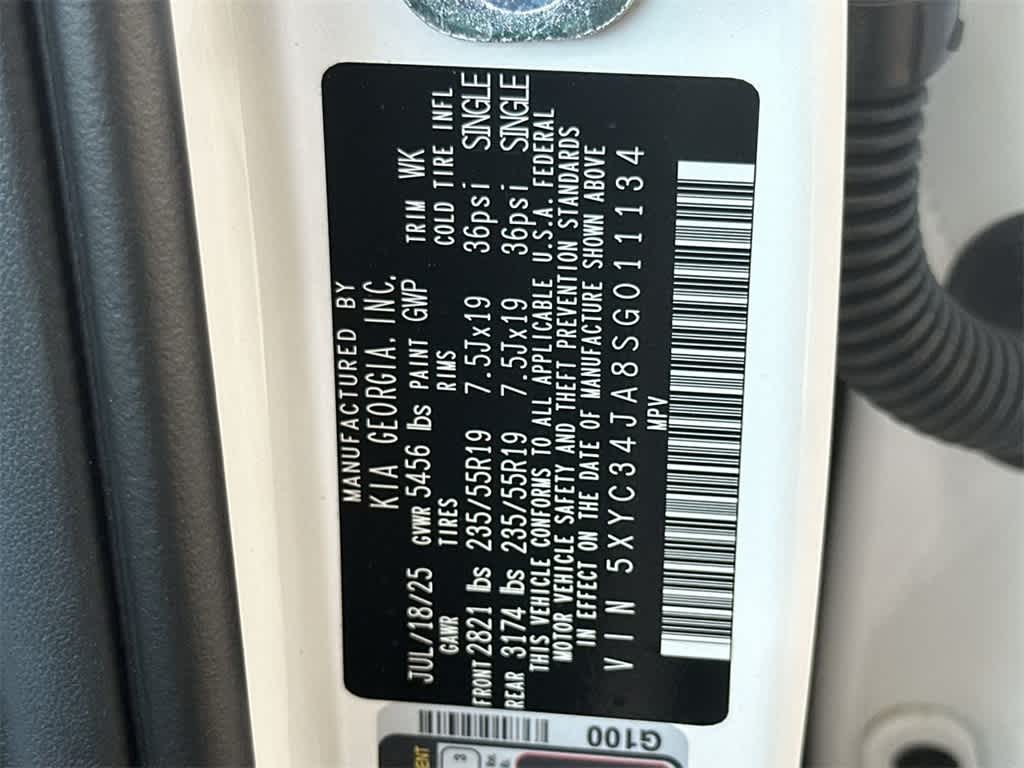 MANUFACTURED BY
KIA GEORGIA. INC.
JUL/18/25 GVWR 5456 lbs PAINT GWP TRIM WK
GAWR TIRES RIMS COLD TIRE INFL
FRONT 2821 lbs 235/55R19 7.5Jx19 36psi SINGLE
REAR 3174 lbs 235/55R19 7.5Jx19 36psi SINGLE
THIS VEHICLE CONFORMS TO ALL APPLICABLE U.S.A. FEDERAL
MOTOR VEHICLE SAFETY AND THEFT PREVENTION STANDARDS
IN EFFECT ON THE DATE OF MANUFACTURE SHOWN ABOVE
VIN 5XYC34JA8SG011134
MPV
G100